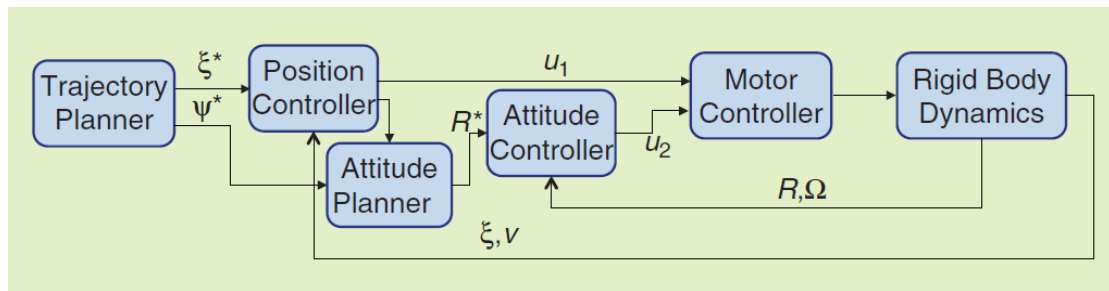 Trajectory
Planner
ξ*
ψ*
Position
Controller
Attitude
Planner
R*
Attitude
Controller
u1
u2
Motor
Controller
Rigid Body
Dynamics
R,Ω
ξ,v